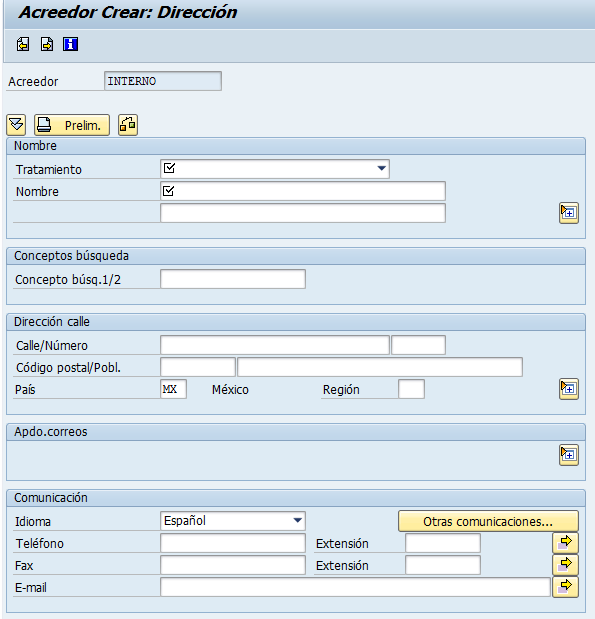 Acreedor Crear: Dirección
Acreedor INTERNO
Prelim.
Nombre
Tratamiento
Nombre
Conceptos búsqueda
Concepto búsq.1/2
Dirección calle
Calle/Número
Código postal/Pobl.
País MX México Región
Apdo.correos
Comunicación
Idioma Español Otras comunicaciones...
Teléfono Extensión
Fax Extensión
E-mail